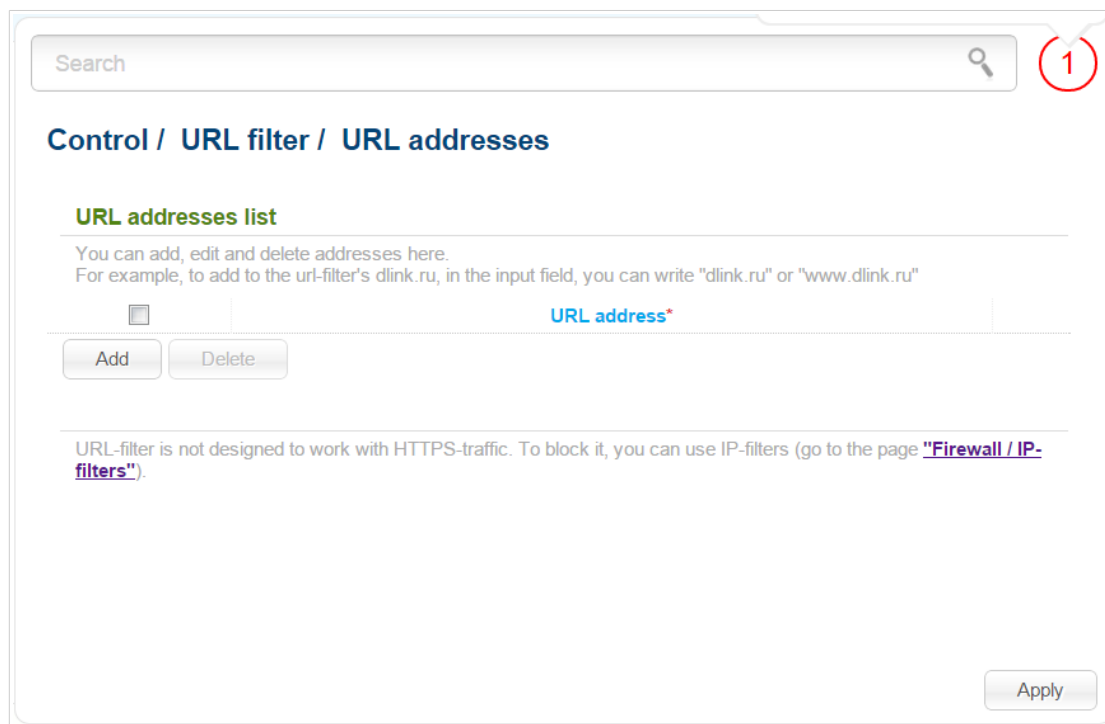 Search
1
Control / URL filter / URL addresses
URL addresses list
You can add, edit and delete addresses here.
For example, to add to the url-filter's dlink.ru, in the input field, you can write "dlink.ru" or "www.dlink.ru"
URL address*
Add Delete
URL-filter is not designed to work with HTTPS-traffic. To block it, you can use IP-filters (go to the page "Firewall / IP-
filters").
Apply